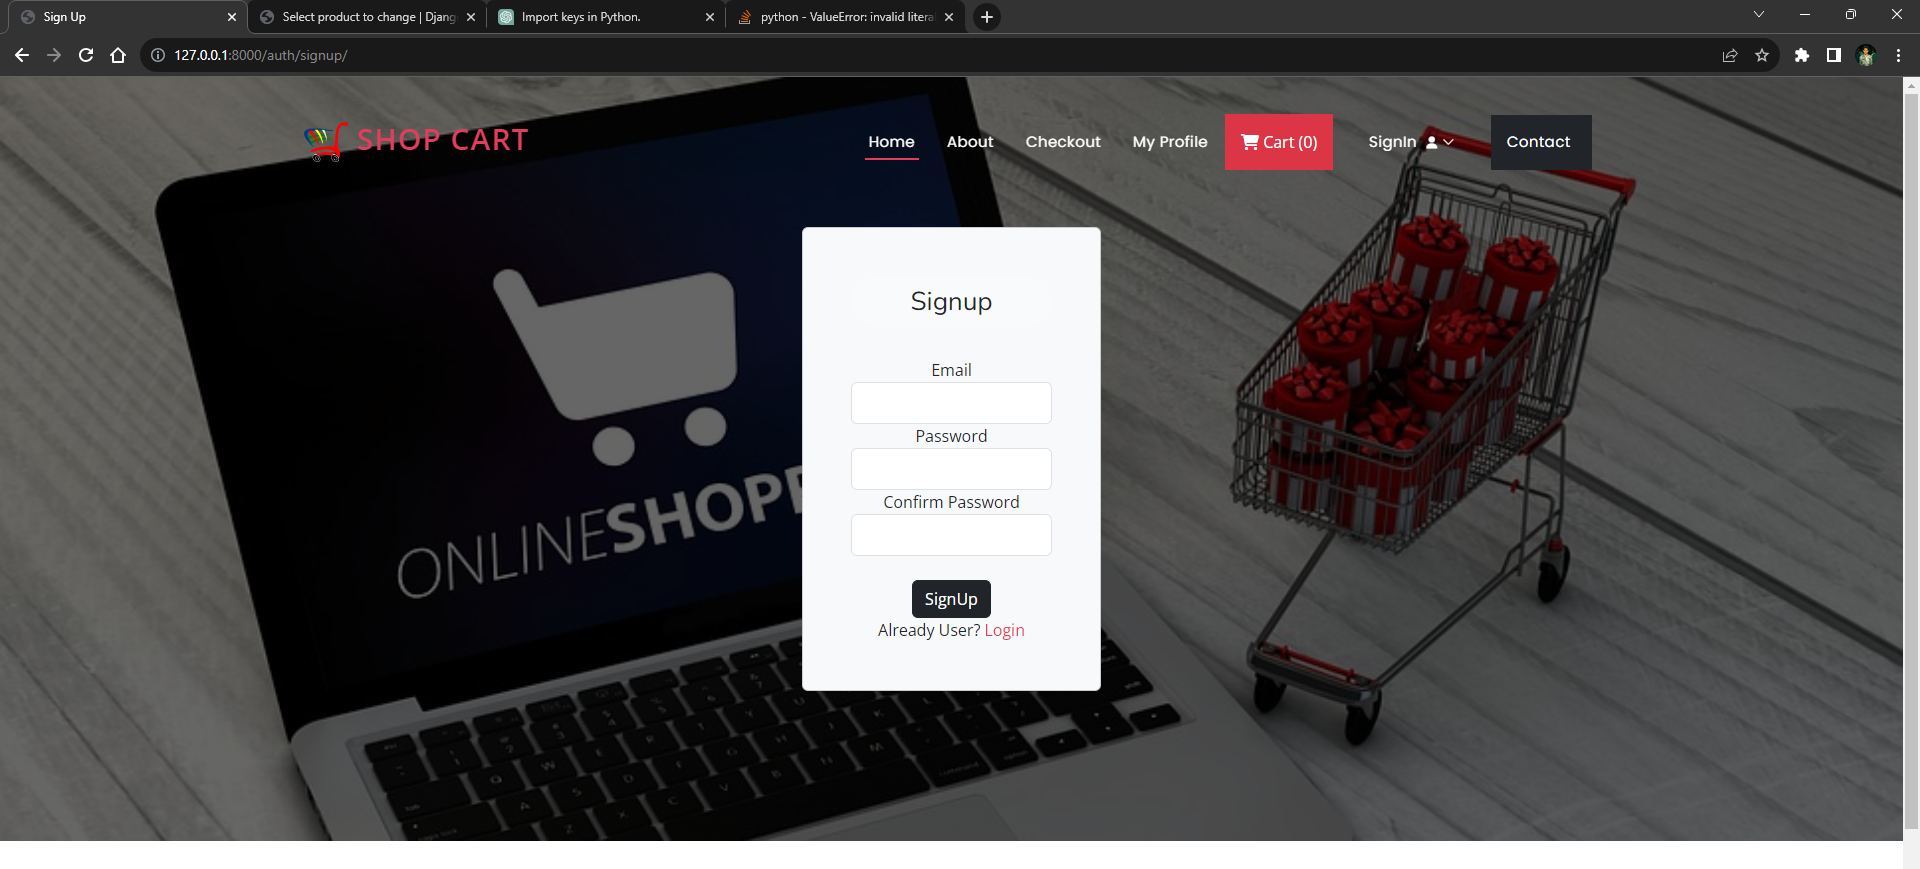 Sign Up
Select product to change | Djang
Import keys in Python.
python - ValueError: invalid litera
127.0.0.1:8000/auth/signup/
SHOP CART
Home
About
Checkout
My Profile
Cart (0)
SignIn
Contact
Signup
Email
Password
Confirm Password
SignUp
Already User? Login
ONLINESHOPP